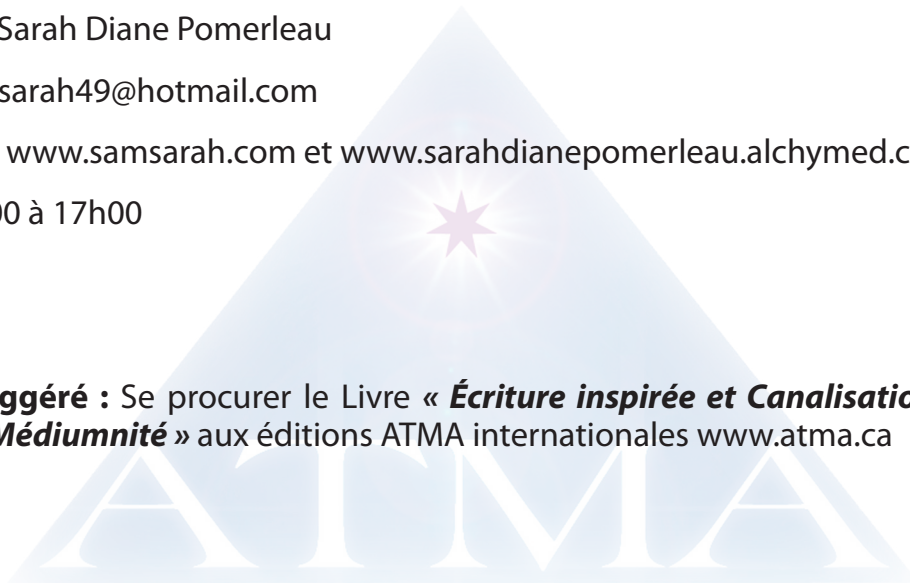 Sarah Diane Pomerleau
sarah49@hotmail.com
www.samsarah.com et www.sarahdianepomerleau.alchymed.c
00 à 17h00
ggéré : Se procurer le Livre « Écriture inspirée et Canalisatio
Médiumnité » aux éditions ATMA internationales www.atma.ca
ATMA